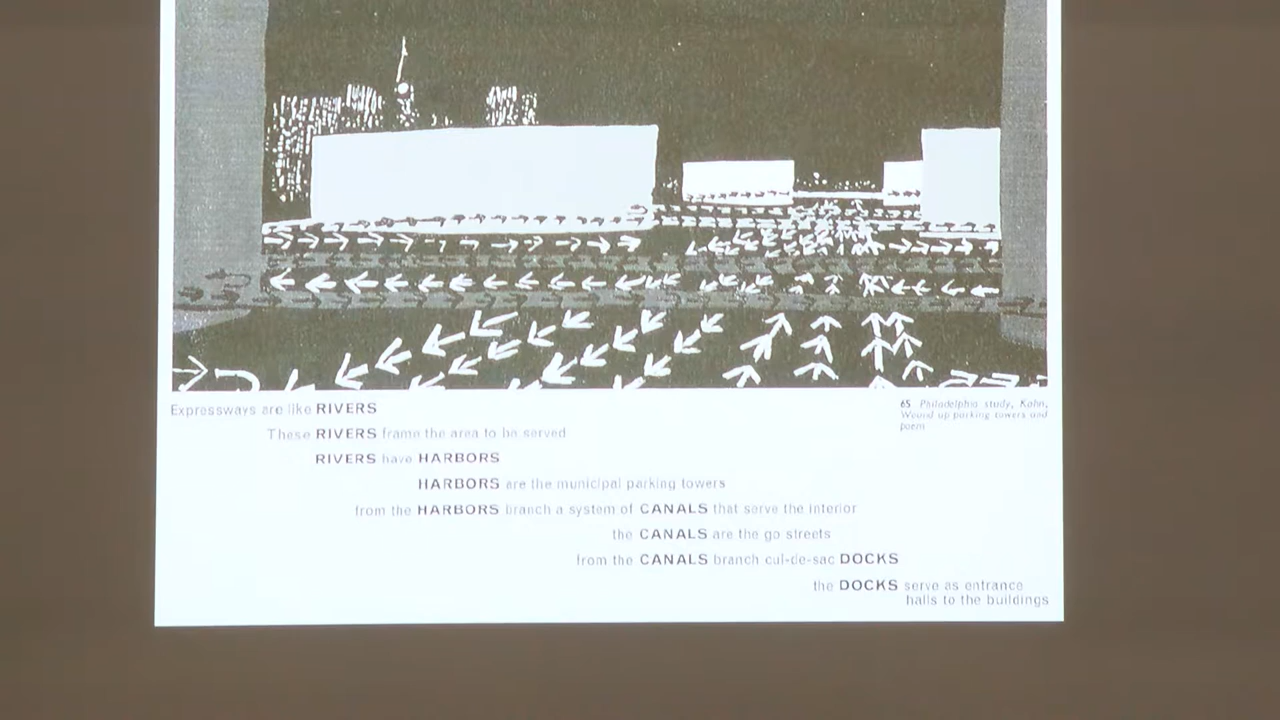 Expressways are like RIVERS
These RIVERS frame the area to be served
RIVERS have HARBORS
HARBORS are the municipal parking towers
from the HARBORS branch a system of CANALS that serve the interior
the CANALS are the go streets
from the CANALS branch cul-de-sac DOCKS
the DOCKS serve as entrance
halls to the buildings
65 Philadelphia study, Kahn,
Wound up parking towers and
poem